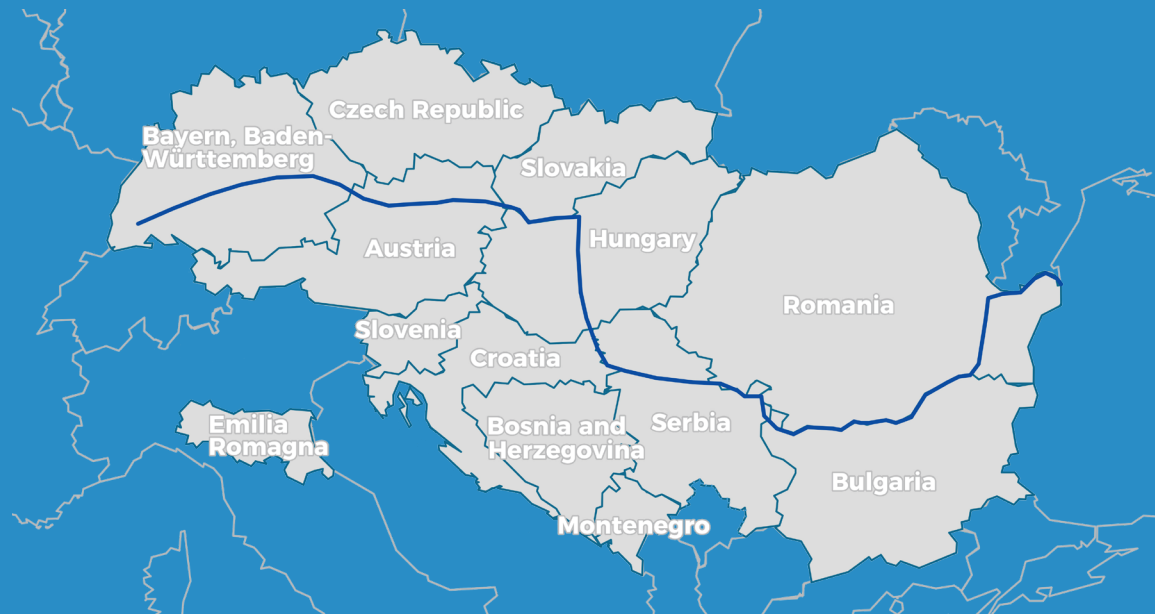 Czech Republic
Bayern, Baden-
Württemberg
Slovakia
Hungary
Austria
Romania
Slovenia
Croatia
Emilia
Romagna
Bosnia and
Herzegovina
Serbia
Bulgaria
Montenegro